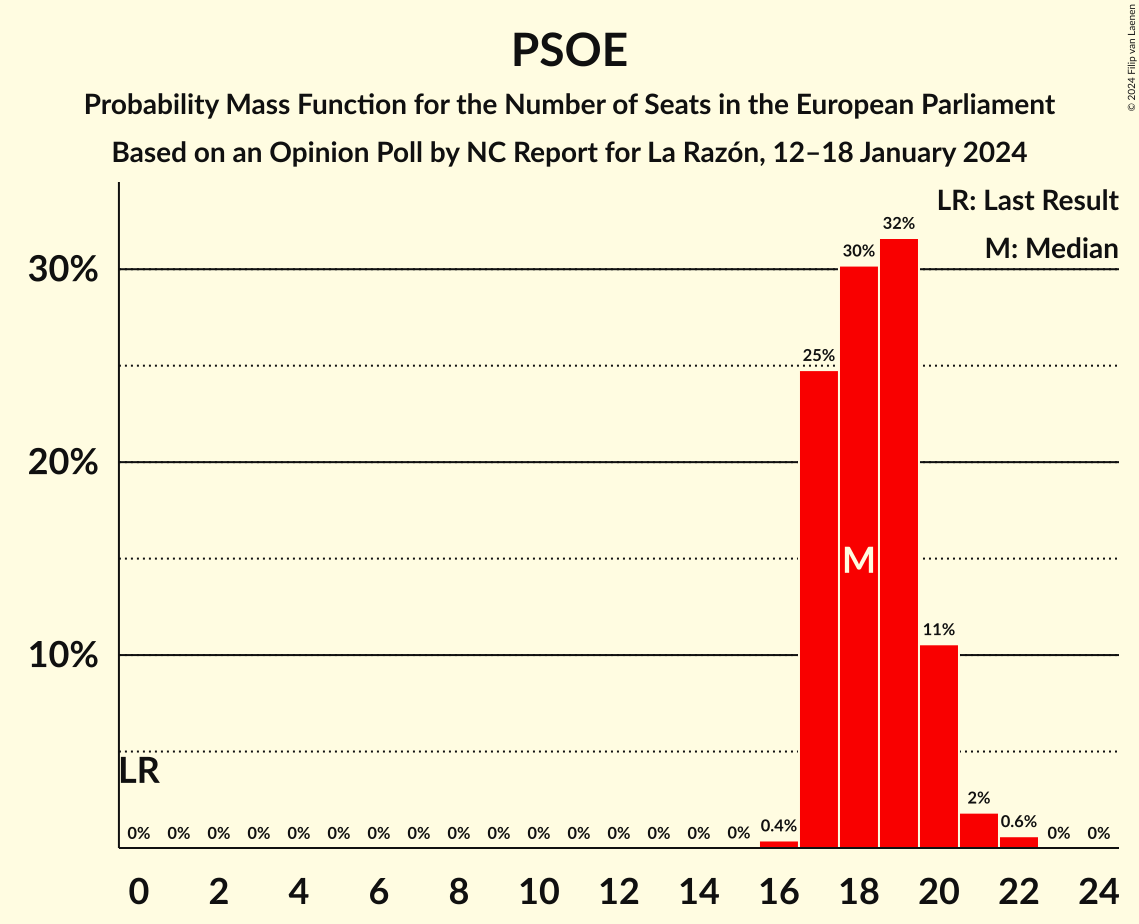 PSOE
Probability Mass Function for the Number of Seats in the European Parliament
Based on an Opinion Poll by NC Report for La Razón, 12–18 January 2024
© 2024 Filip van Laenen
LR: Last Result
M: Median
30%
20%
10%
LR
M
0% 0% 0% 0% 0% 0% 0% 0% 0% 0% 0% 0% 0% 0% 0% 0% 0.4% 25% 30% 32% 11% 2% 0.6% 0% 0%
0 2 4 6 8 10 12 14 16 18 20 22 24